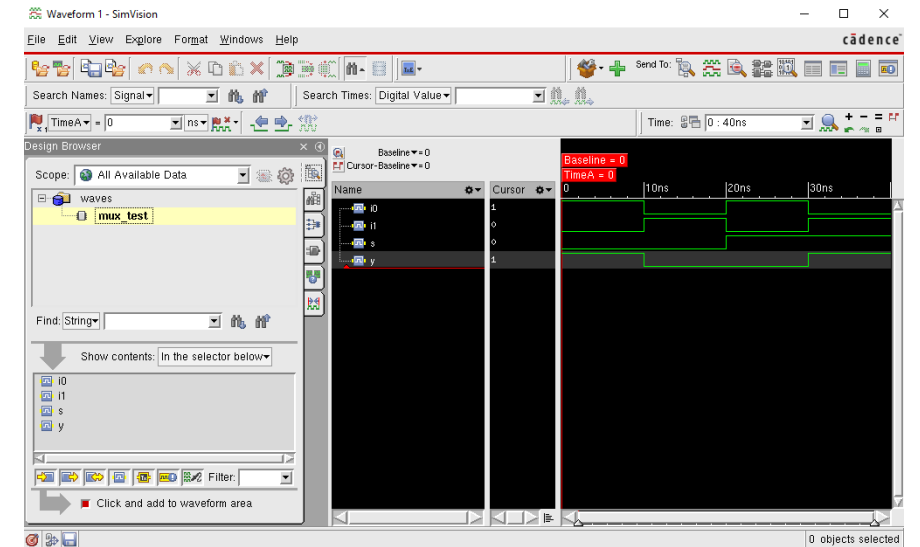 Waveform 1 - SimVision
File Edit View Explore Format Windows Help
cādence
Send To:
Search Names: Signal
Search Times: Digital Value
TimeA = 0 ns
Time: 0 : 40ns
Design Browser
Baseline = 0
Cursor-Baseline = 0
Baseline = 0
TimeA = 0
Scope: All Available Data
Name Cursor 0 10ns 20ns 30ns
waves
mux_test
i0 1
i1 0
s 0
y 1
Find: String
Show contents: In the selector below
i0
i1
s
y
Filter:
Click and add to waveform area
0 objects selected